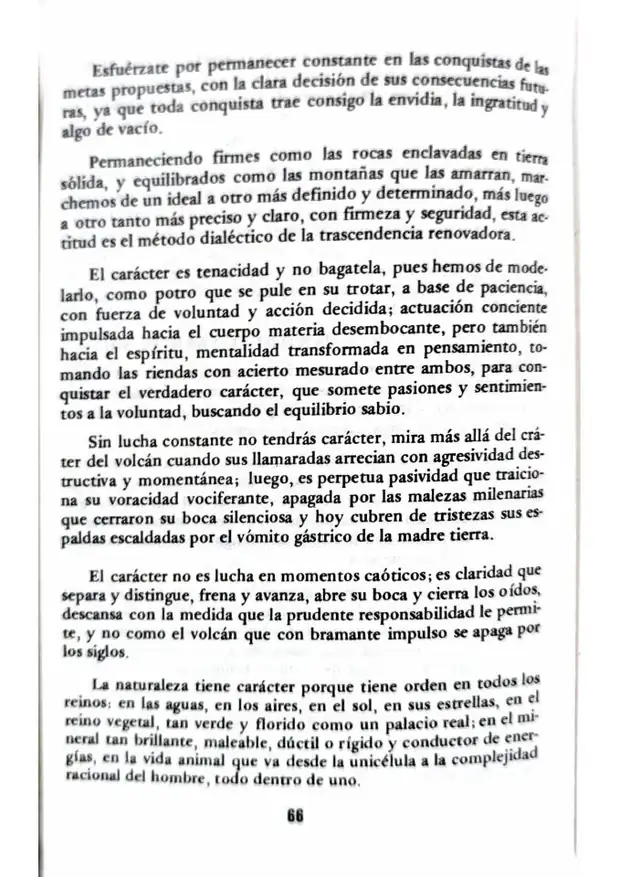 Esfuérzate por permanecer constante en las conquistas de las
metas propuestas, con la clara decisión de sus consecuencias futu-
ras, ya que toda conquista trae consigo la envidia, la ingratitud y
algo de vacío.
Permaneciendo firmes como las rocas enclavadas en tierra
sólida, y equilibrados como las montañas que las amarran, mar-
chemos de un ideal a otro más definido y determinado, más luego
a otro tanto más preciso y claro, con firmeza y seguridad, esta ac-
titud es el método dialéctico de la trascendencia renovadora.
El carácter es tenacidad y no bagatela, pues hemos de mode-
larlo, como potro que se pule en su trotar, a base de paciencia,
con fuerza de voluntad y acción decidida; actuación conciente
impulsada hacia el cuerpo materia desembocante, pero también
hacia el espíritu, mentalidad transformada en pensamiento, to-
mando las riendas con acierto mesurado entre ambos, para con-
quistar el verdadero carácter, que somete pasiones y sentimien-
tos a la voluntad, buscando el equilibrio sabio.
Sin lucha constante no tendrás carácter, mira más allá del crá-
ter del volcán cuando sus llamaradas arrecian con agresividad des-
tructiva y momentánea; luego, es perpetua pasividad que traicio-
na su voracidad vociferante, apagada por las malezas milenarias
que cerraron su boca silenciosa y hoy cubren de tristezas sus es-
paldas escaldadas por el vómito gástrico de la madre tierra.
El carácter no es lucha en momentos caóticos; es claridad que
separa y distingue, frena y avanza, abre su boca y cierra los oídos,
descansa con la medida que la prudente responsabilidad le permi-
te, y no como el volcán que con bramante impulso se apaga por
los siglos.
La naturaleza tiene carácter porque tiene orden en todos los
reinos: en las aguas, en los aires, en el sol, en sus estrellas, en el
reino vegetal, tan verde y florido como un palacio real; en el mi-
neral tan brillante, maleable, dúctil o rígido y conductor de ener-
gías, en la vida animal que va desde la unicélula a la complejidad
racional del hombre, todo dentro de uno.
66